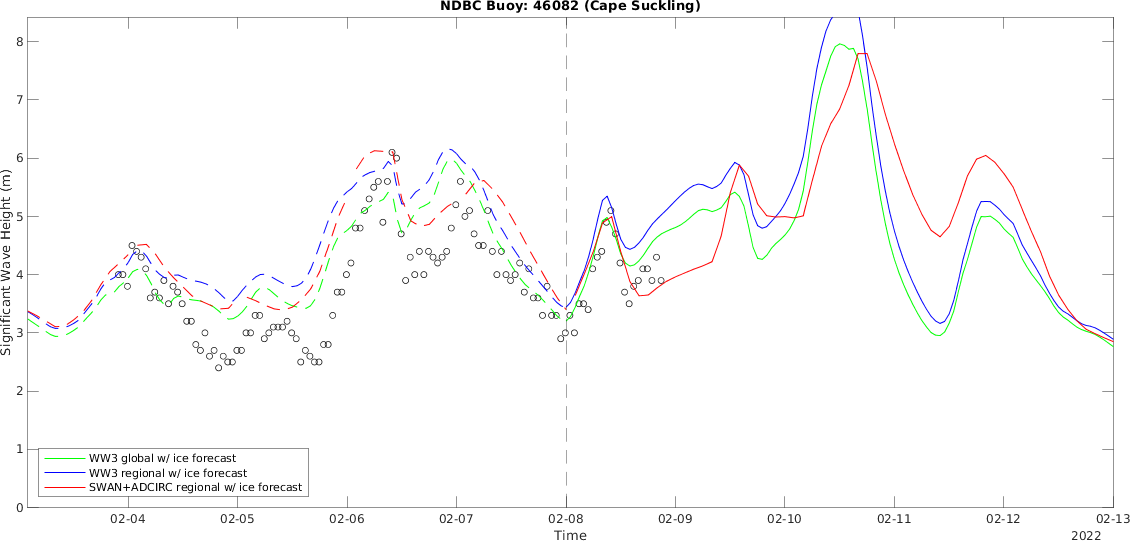 NDBC Buoy: 46082 (Cape Suckling)
Significant Wave Height (m)
8
7
6
5
4
3
2
1
0
WW3 global w/ ice forecast
WW3 regional w/ ice forecast
SWAN+ADCIRC regional w/ ice forecast
02-04 02-05 02-06 02-07 02-08 02-09 02-10 02-11 02-12 02-13
Time
2022